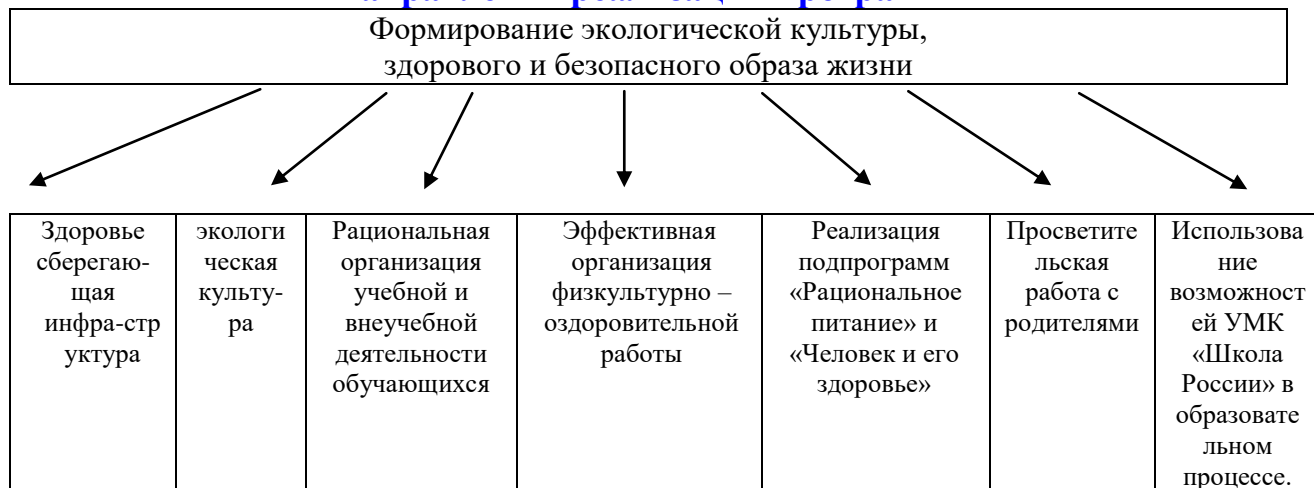 Формирование экологической культуры,
здорового и безопасного образа жизни
Здоровье
сберегаю-
щая
инфра-стр
уктура
экологи
ческая
культу-
ра
Рациональная
организация
учебной и
внеучебной
деятельности
обучающихся
Эффективная
организация
физкультурно –
оздоровительной
работы
Реализация
подпрограмм
«Рациональное
питание» и
«Человек и его
здоровье»
Просветите
льская
работа с
родителями
Использова
ние
возможност
ей УМК
«Школа
России» в
образовате
льном
процессе.